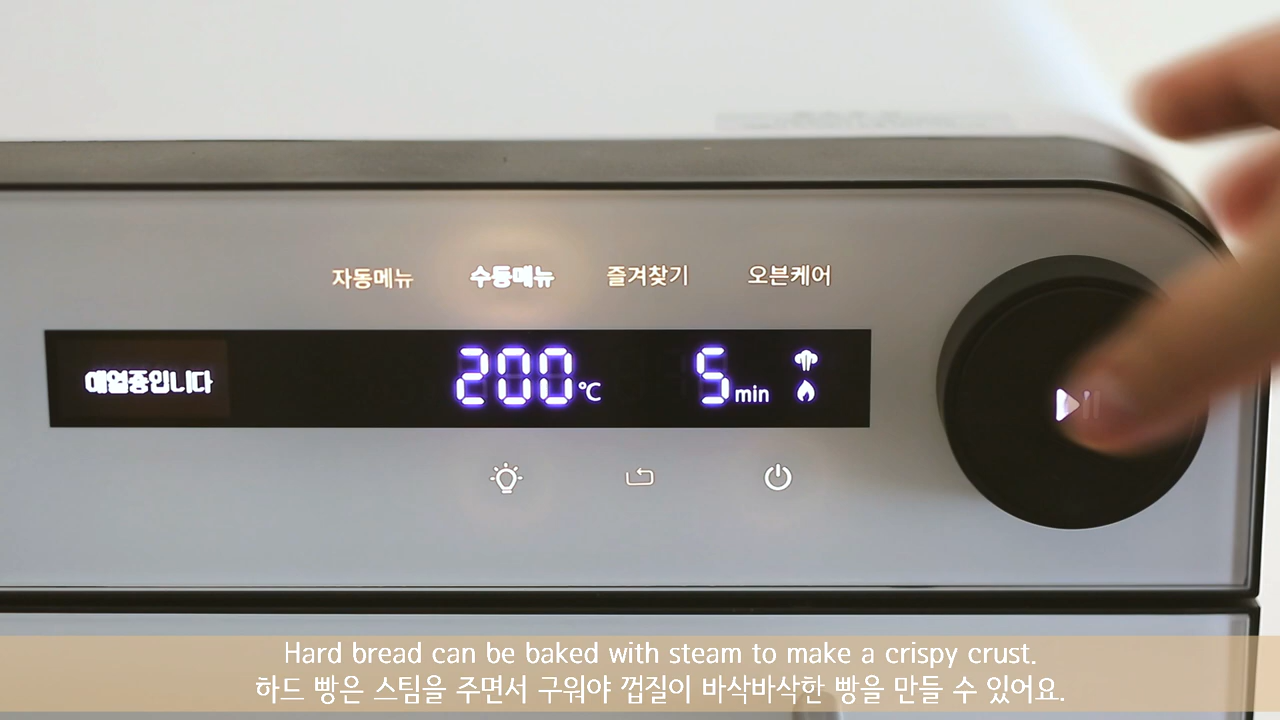 자동메뉴 수동메뉴 즐겨찾기 오븐케어
예열중입니다 200℃ 5min
Hard bread can be baked with steam to make a crispy crust.
하드 빵은 스팀을 주면서 구워야 껍질이 바삭바삭한 빵을 만들 수 있어요.